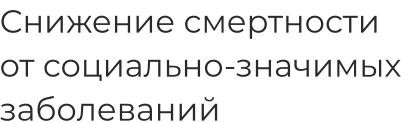 Снижение смертности
от социально-значимых
заболеваний